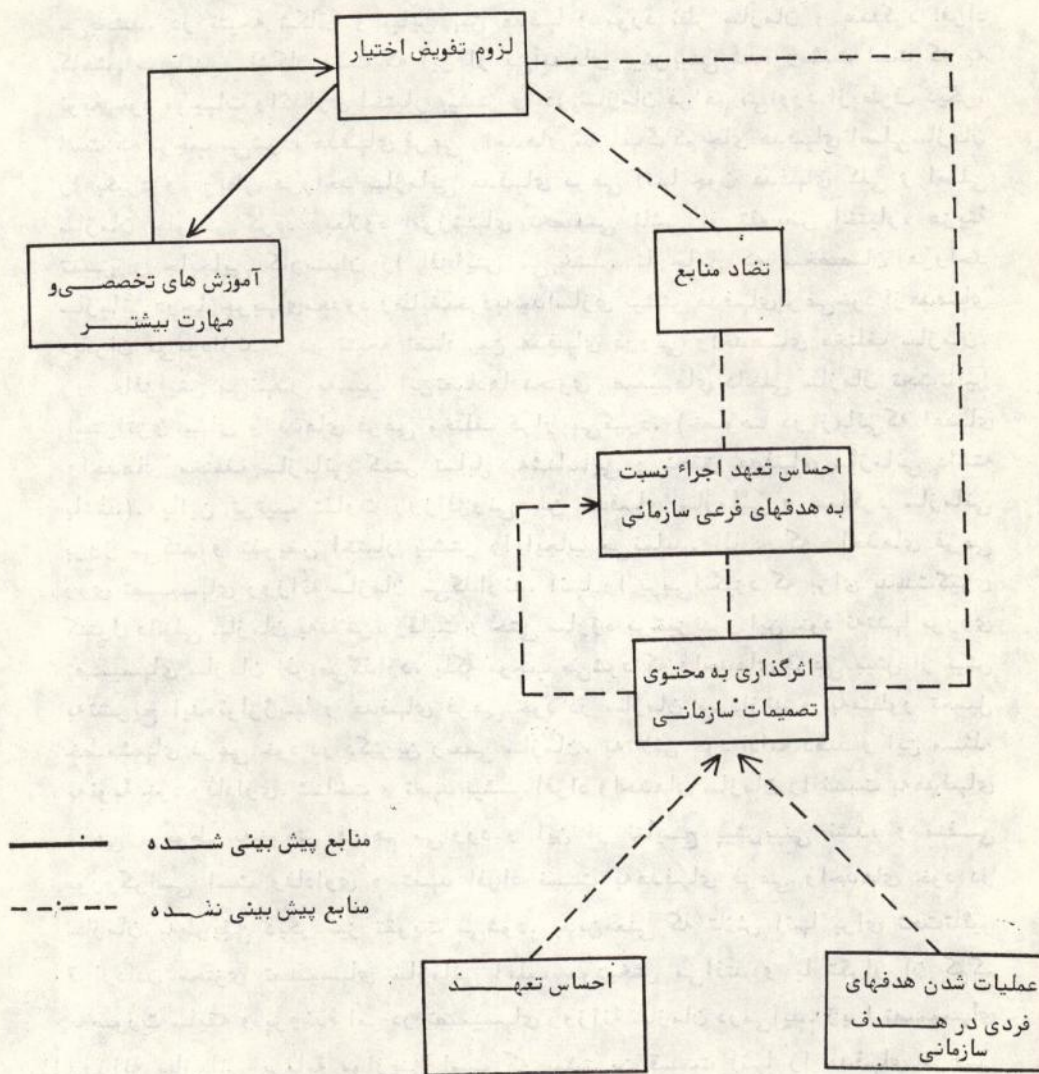 لزوم تفویض اختیار
آموزش های تخصصی و
مهارت بیشتر
تضاد منابع
احساس تعهد اجراء نسبت
به هدفهای فرعی سازمانی
اثرگذاری به محتوی
تصمیمات سازمانی
منابع پیش بینی شده
منابع پیش بینی نشده
احساس تعهد
عملیات شدن هدفهای
فردی در هدف
سازمانی